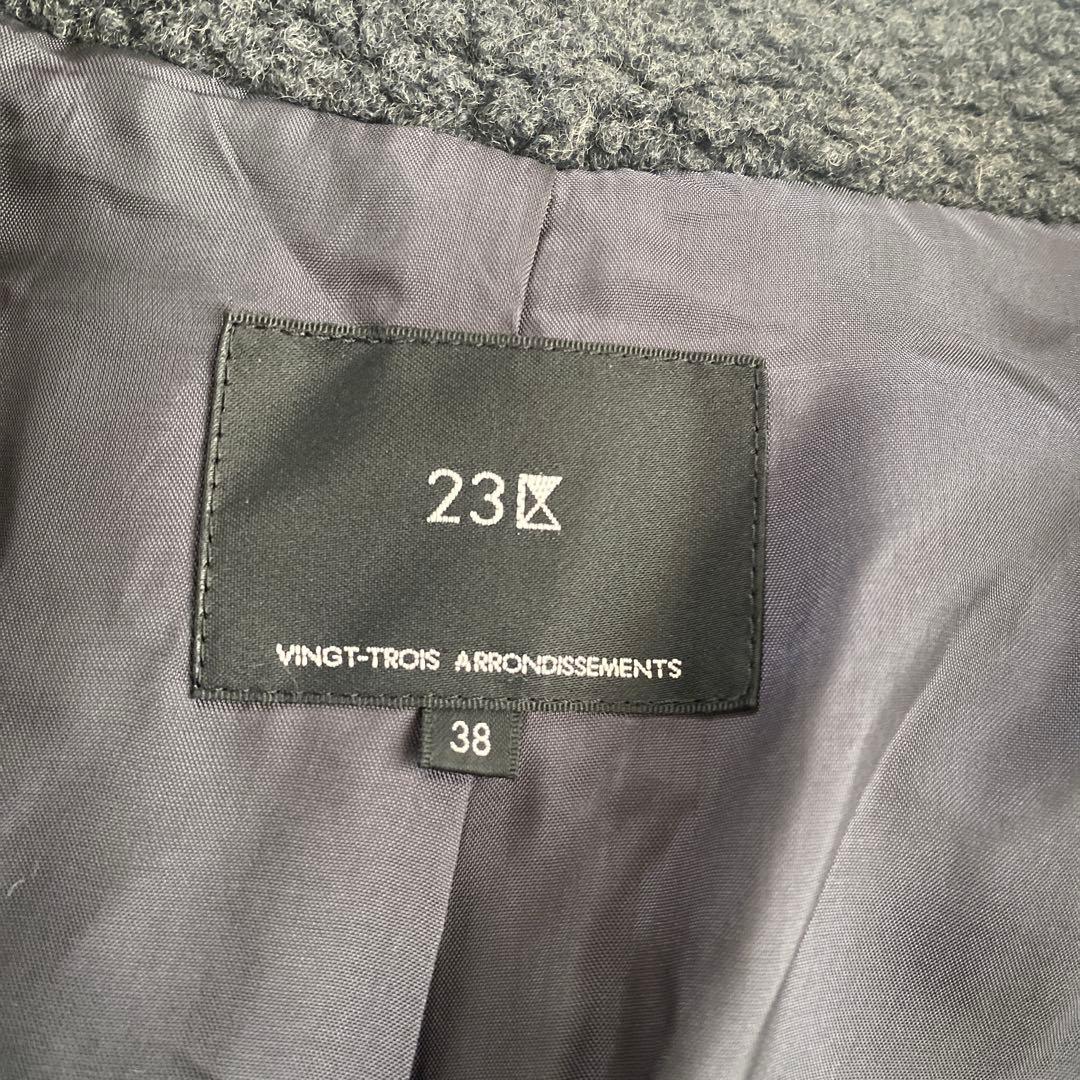 23区
VINGT-TROIS ARRONDISSEMENTS
38